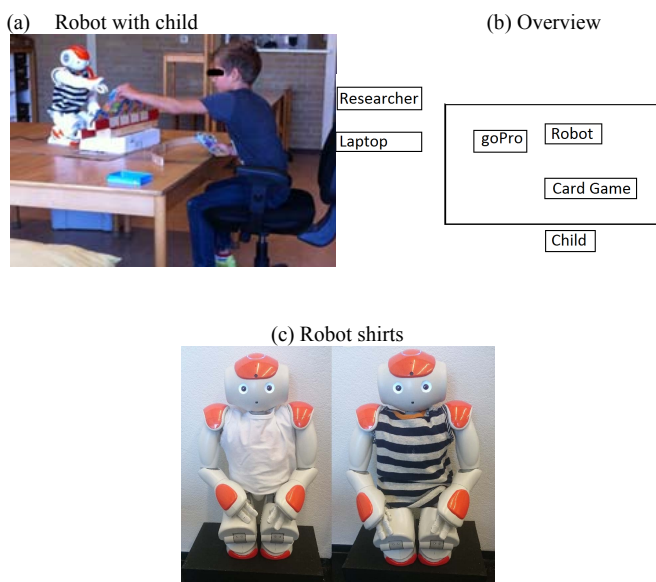 (a) Robot with child
(b) Overview
Researcher
Laptop
goPro
Robot
Card Game
Child
(c) Robot shirts